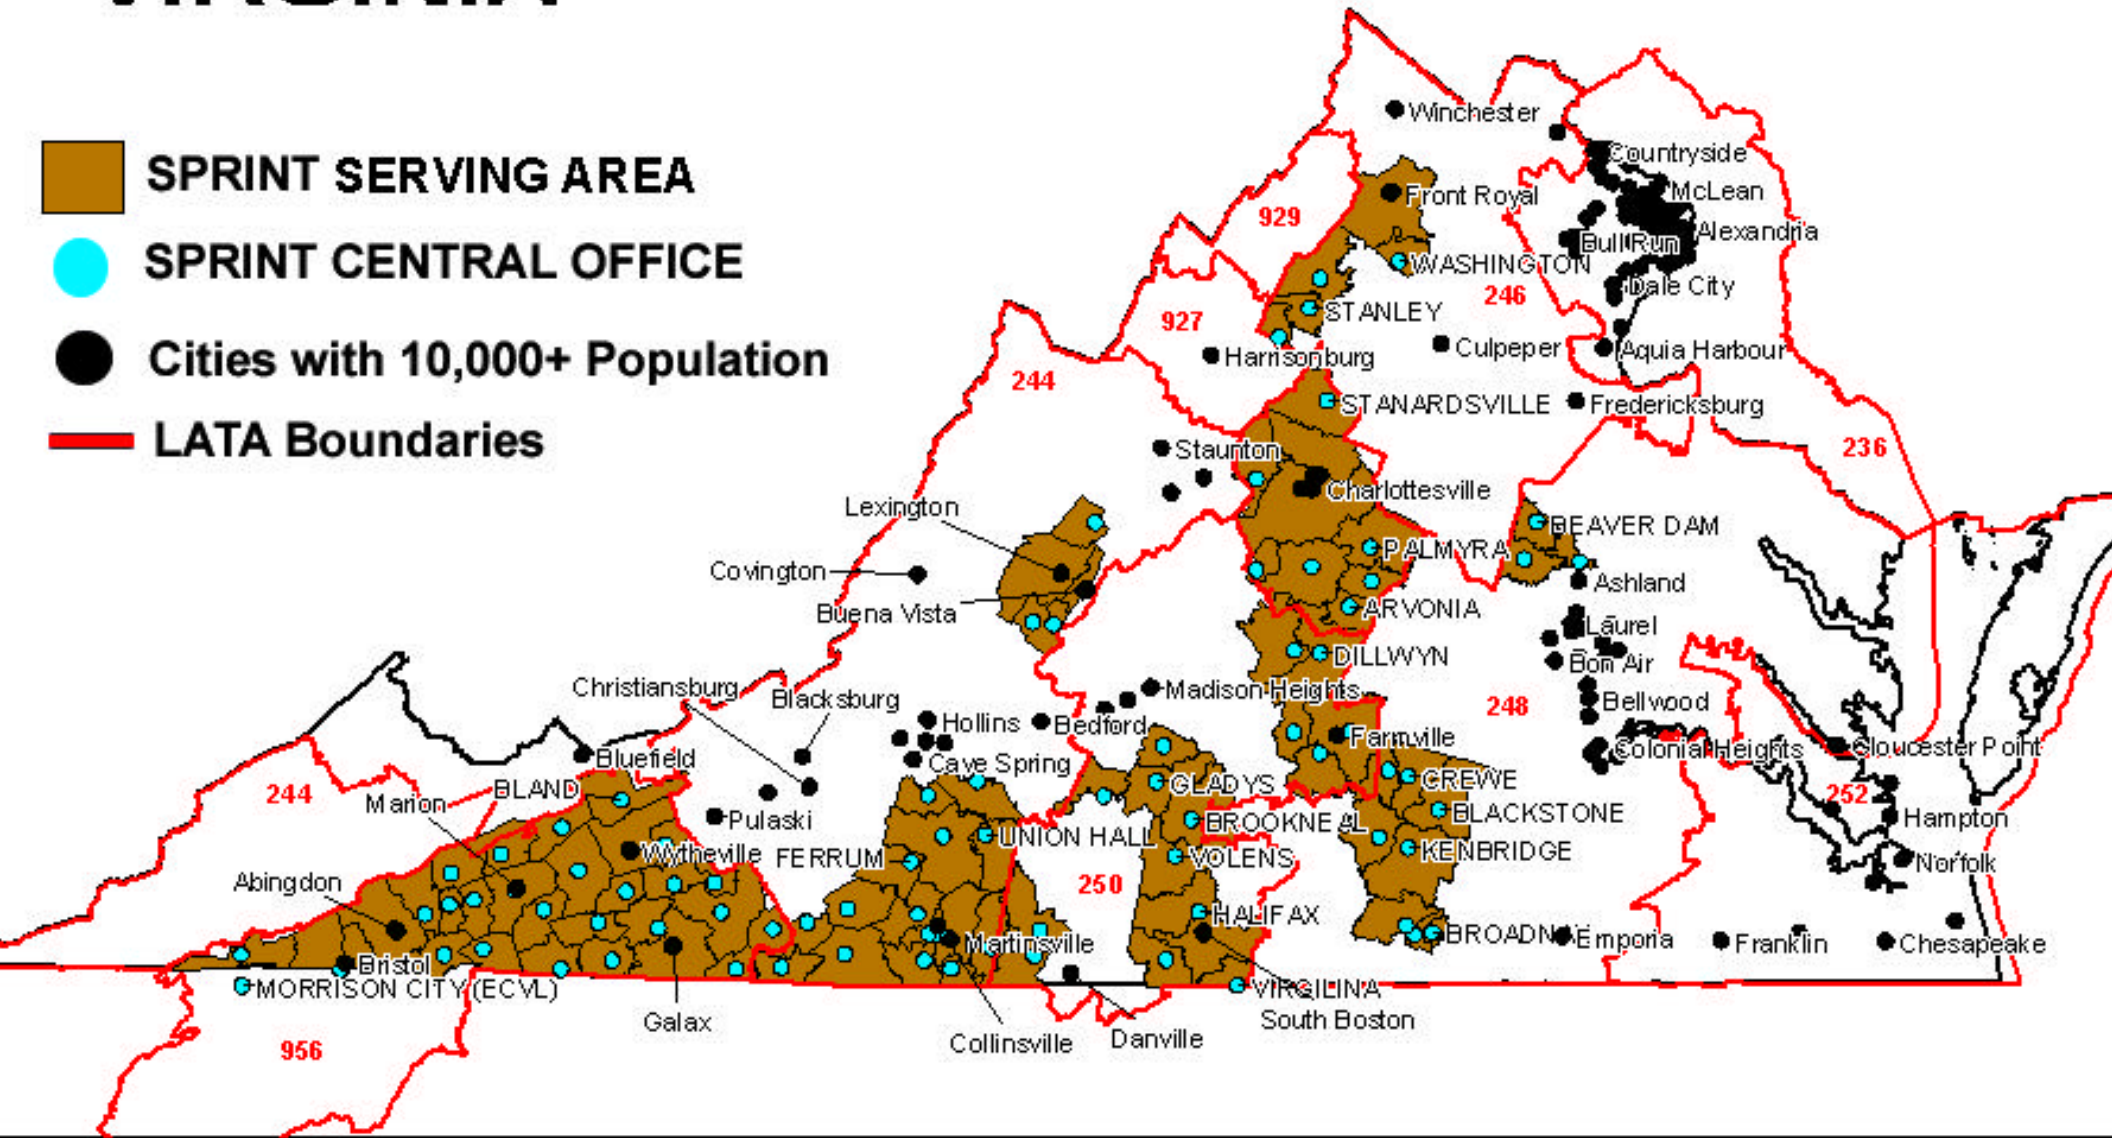 VIRGINIA
SPRINT SERVING AREA
SPRINT CENTRAL OFFICE
Cities with 10,000+ Population
LATA Boundaries
Winchester
Countryside
McLean
Front Royal
929
Alexandria
Bull Run
WASHINGTON
246
Dale City
STANLEY
927
Harrisonburg
Culpeper
Aquia Harbour
244
STANARDSVILLE
Fredericksburg
Staunton
236
Charlottesville
Lexington
BEAVER DAM
PALMYRA
Covington
Ashland
Buena Vista
ARVONIA
Laurel
DILLWYN
Bon Air
Christiansburg
Blacksburg
Madison Heights
Bellwood
248
Hollins
Bedford
Farmville
Colonial Heights
Gloucester Point
Bluefield
Cave Spring
CREWE
GLADYS
BLAND
244
Marion
252
Pulaski
BROOKNEAL
BLACKSTONE
Hampton
UNION HALL
Wytheville
FERRUM
VOLENS
KENBRIDGE
Norfolk
Abingdon
250
HALIFAX
BROADNAX
Emporia
Franklin
Chesapeake
Martinsville
Bristol
MORRISON CITY (ECVL)
VIRGILINA
Galax
South Boston
Collinsville
Danville
956